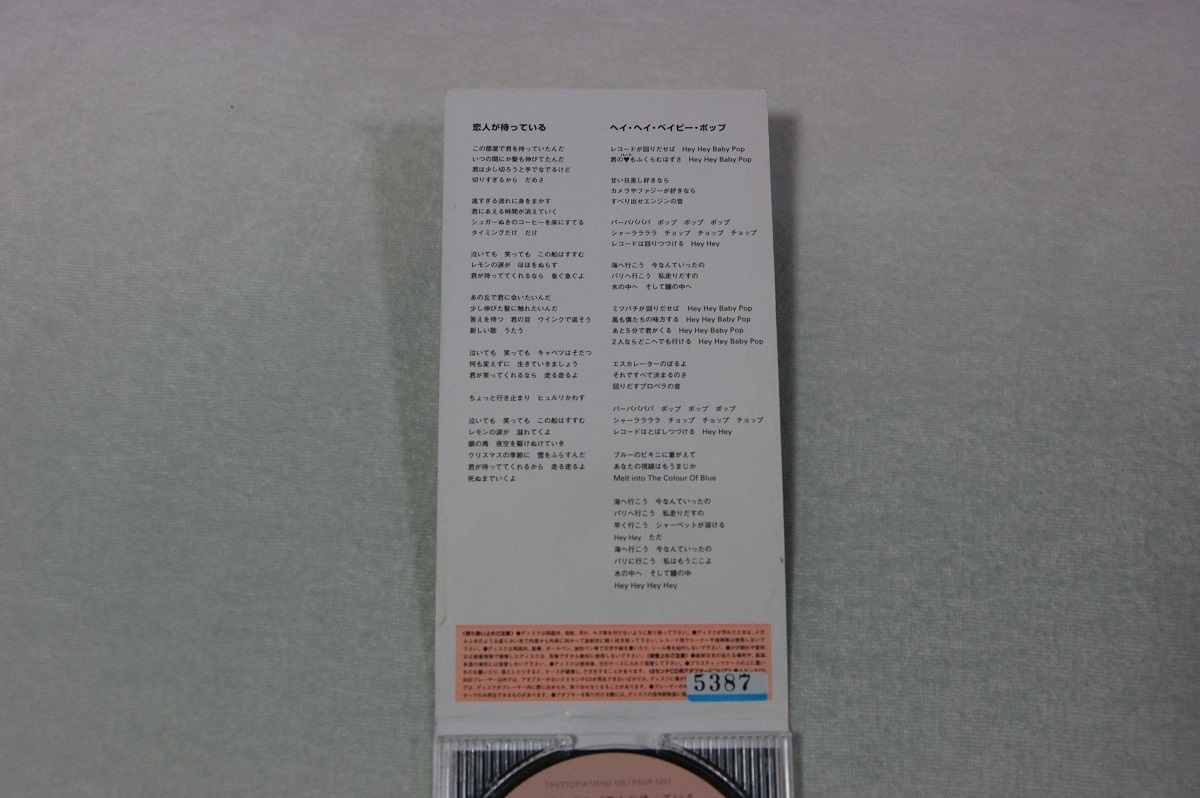 恋人が待っている
この部屋で君を待っていたんだ
いつの間にか髪も伸びてたんだ
君は少し切ろうと手でなでるけど
切りすぎるから　だめさ
速すぎる流れに身をまかす
君にあえる時間が消えていく
シュガーぬきのコーヒーを床にすてる
タイミングだけ　だけ
泣いても　笑っても　この船はすすむ
レモンの涙が　ほほをぬらす
君が待っててくれるなら　急ぐ急ぐよ
あの丘で君に会いたいんだ
少し伸びた髪に触れたいんだ
答えを待つ　君の目　ウインクで返そう
新しい歌　うたう
泣いても　笑っても　キャベツはそだつ
何も変えずに　生きていきましょう
君が笑ってくれるなら　走る走るよ
ちょっと行き止まり　ヒュルリかわす
泣いても　笑っても　この船はすすむ
レモンの涙が　溢れてくよ
銀の馬　夜空を駆けぬけていき
クリスマスの季節に　雪をふらすんだ
君が待っててくれるから　走る走るよ
死ぬまでいくよ
ヘイ・ヘイ・ベイビー・ポップ
レコードが回りだせば　Hey Hey Baby Pop
君の♥もふくらむはずさ　Hey Hey Baby Pop
甘い日差し好きなら
カメラやファジーが好きなら
すべり出せエンジンの音
パーパパパパ　ポップ　ポップ　ポップ
シャーララララ　チョップ　チョップ　チョップ
レコードは回りつづける　Hey Hey
海へ行こう　今なんていったの
パリへ行こう　私走りだすの
水の中へ　そして瞳の中へ
ミツバチが回りだせば　Hey Hey Baby Pop
風も僕たちの味方する　Hey Hey Baby Pop
あと5分で君がくる　Hey Hey Baby Pop
2人ならどこへでも行ける　Hey Hey Baby Pop
エスカレーターのぼるよ
それですべて決まるのさ
回りだすプロペラの音
パーパパパパ　ポップ　ポップ　ポップ
シャーララララ　チョップ　チョップ　チョップ
レコードはとばしつづける　Hey Hey
ブルーのビキニに着がえて
あなたの視線はもうまじか
Melt into The Colour Of Blue
海へ行こう　今なんていったの
パリへ行こう　私走りだすの
早く行こう　シャーベットが溶ける
Hey Hey　ただ
海へ行こう　今なんていったの
パリに行こう　私はもうここよ
水の中へ　そして瞳の中
Hey Hey Hey Hey
5387